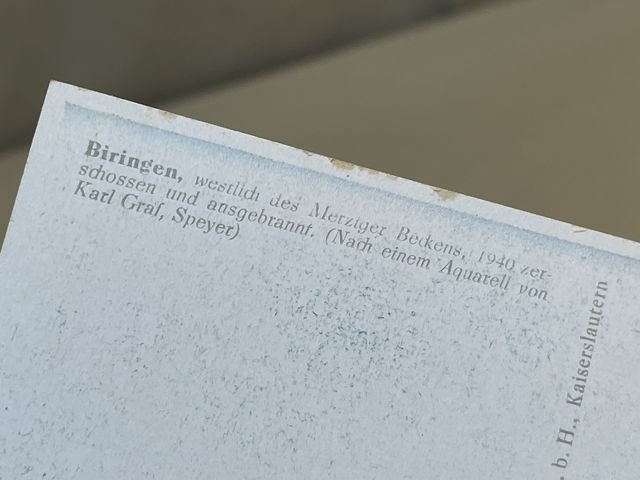 Biringen, westlich des Merziger Beckens, 1940 zer-
schossen und ausgebrannt. (Nach einem Aquarell von
Karl Graf, Speyer)
. b. H., Kaiserslautern